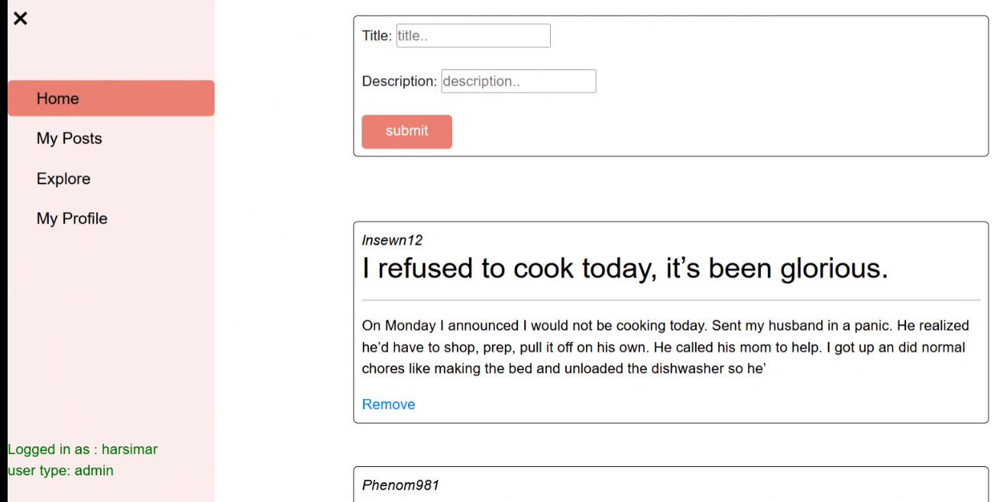 ×
Home
My Posts
Explore
My Profile
Logged in as : harsimar
user type: admin
Title: title..
Description: description..
submit
Insewn12
I refused to cook today, it’s been glorious.
On Monday I announced I would not be cooking today. Sent my husband in a panic. He realized
he’d have to shop, prep, pull it off on his own. He called his mom to help. I got up an did normal
chores like making the bed and unloaded the dishwasher so he’
Remove
Phenom981